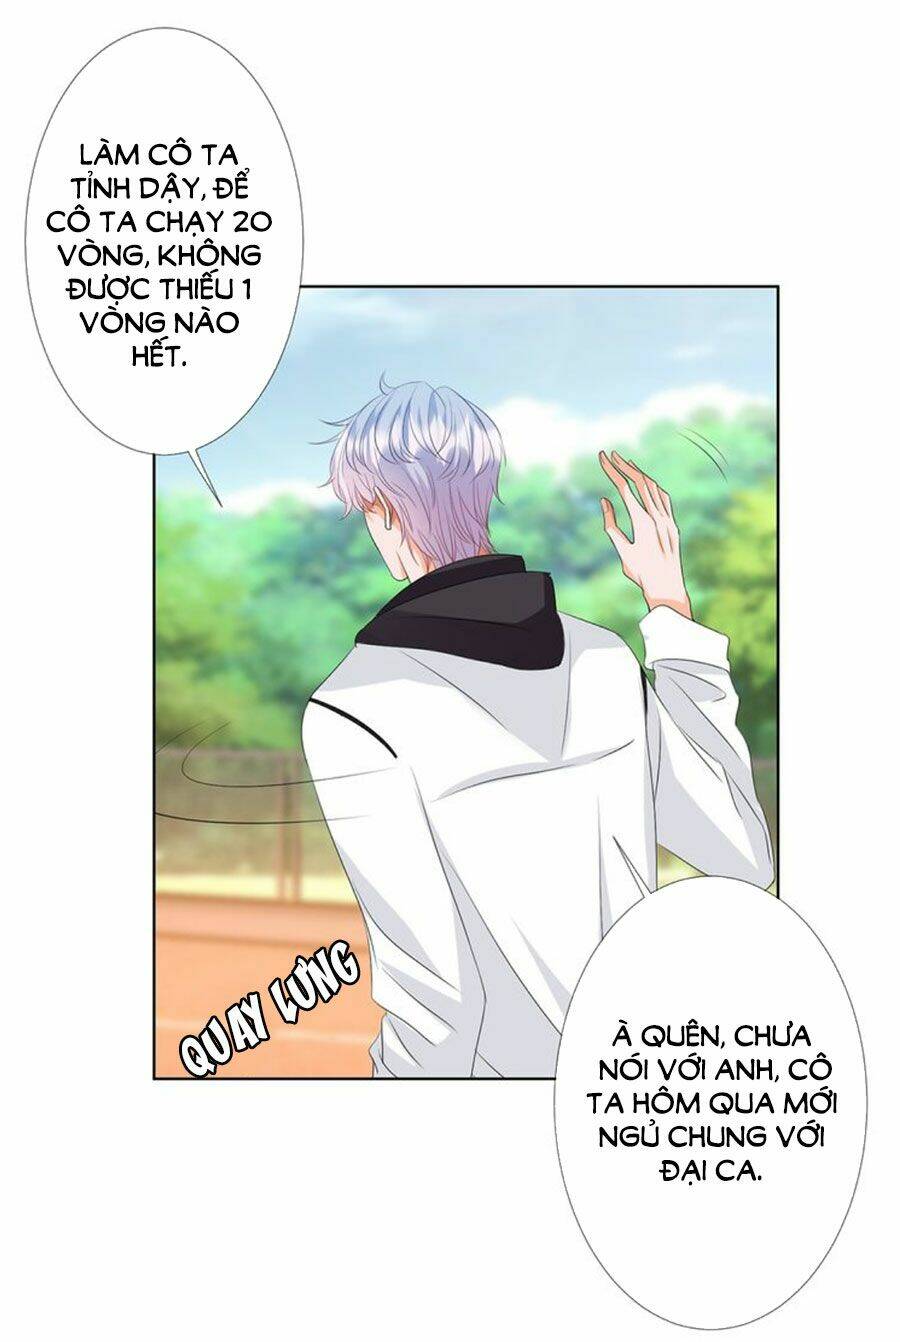 LÀM CÔ TA
TỈNH DẬY, ĐỂ
CÔ TA CHẠY 20
VÒNG, KHÔNG
ĐƯỢC THIẾU 1
VÒNG NÀO
HẾT.
QUAY LƯNG
À QUÊN, CHƯA
NÓI VỚI ANH, CÔ
TA HÔM QUA MỚI
NGỦ CHUNG VỚI
ĐẠI CA.